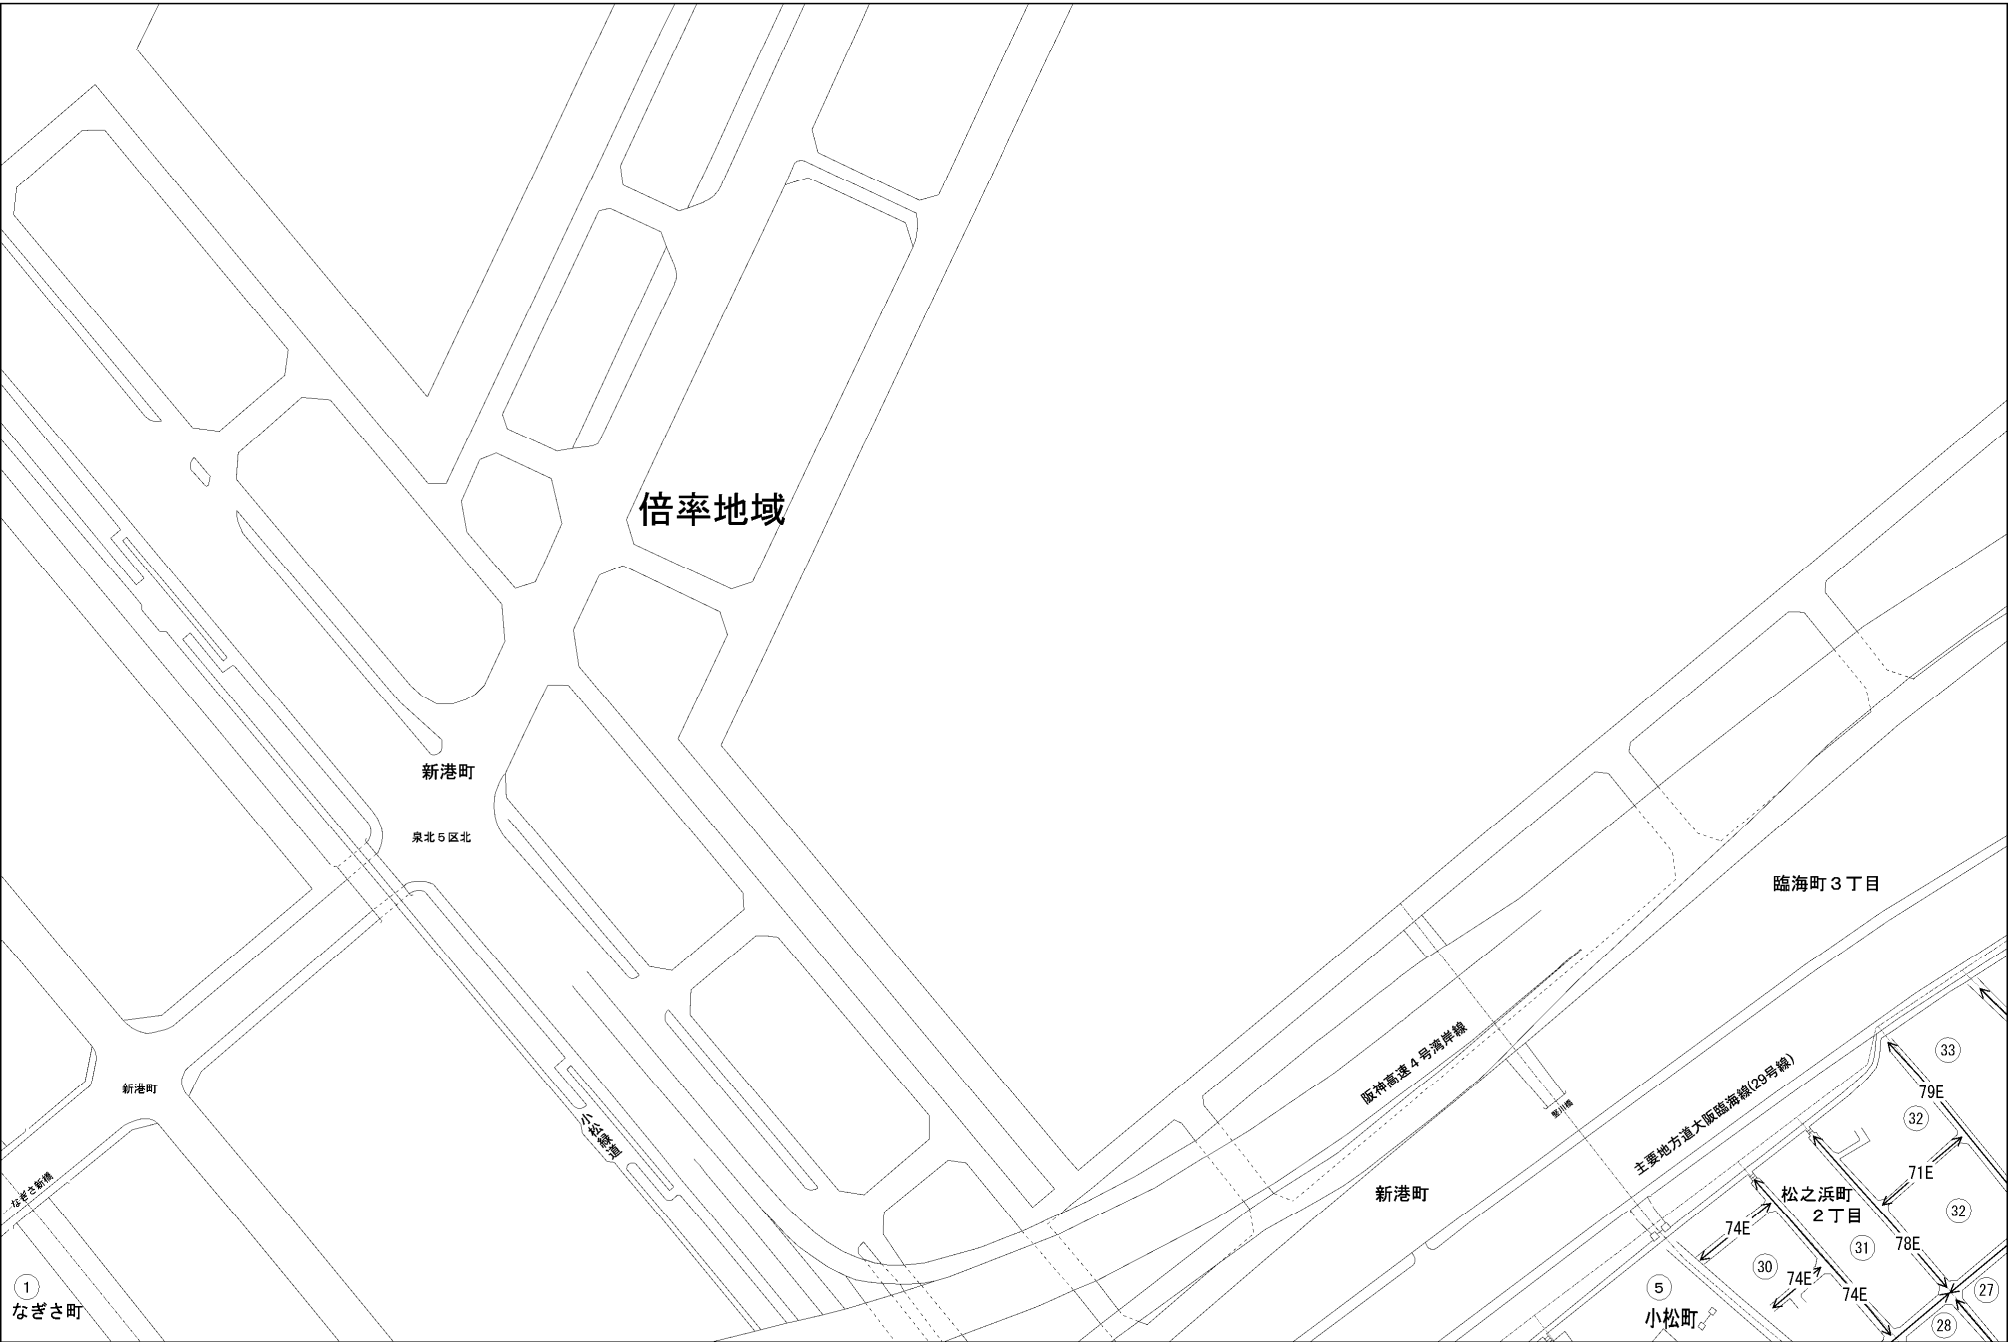 倍率地域
新港町
泉北５区北
臨海町３丁目
阪神高速４号湾岸線
33
79E
32
新港町
主要地方道大阪臨海線(29号線)
堅川橋
小松緑道
71E
なぎさ新橋
新港町
松之浜町
２丁目
32
74E
31
78E
30
74E
1
5
27
74E
なぎさ町
小松町
28